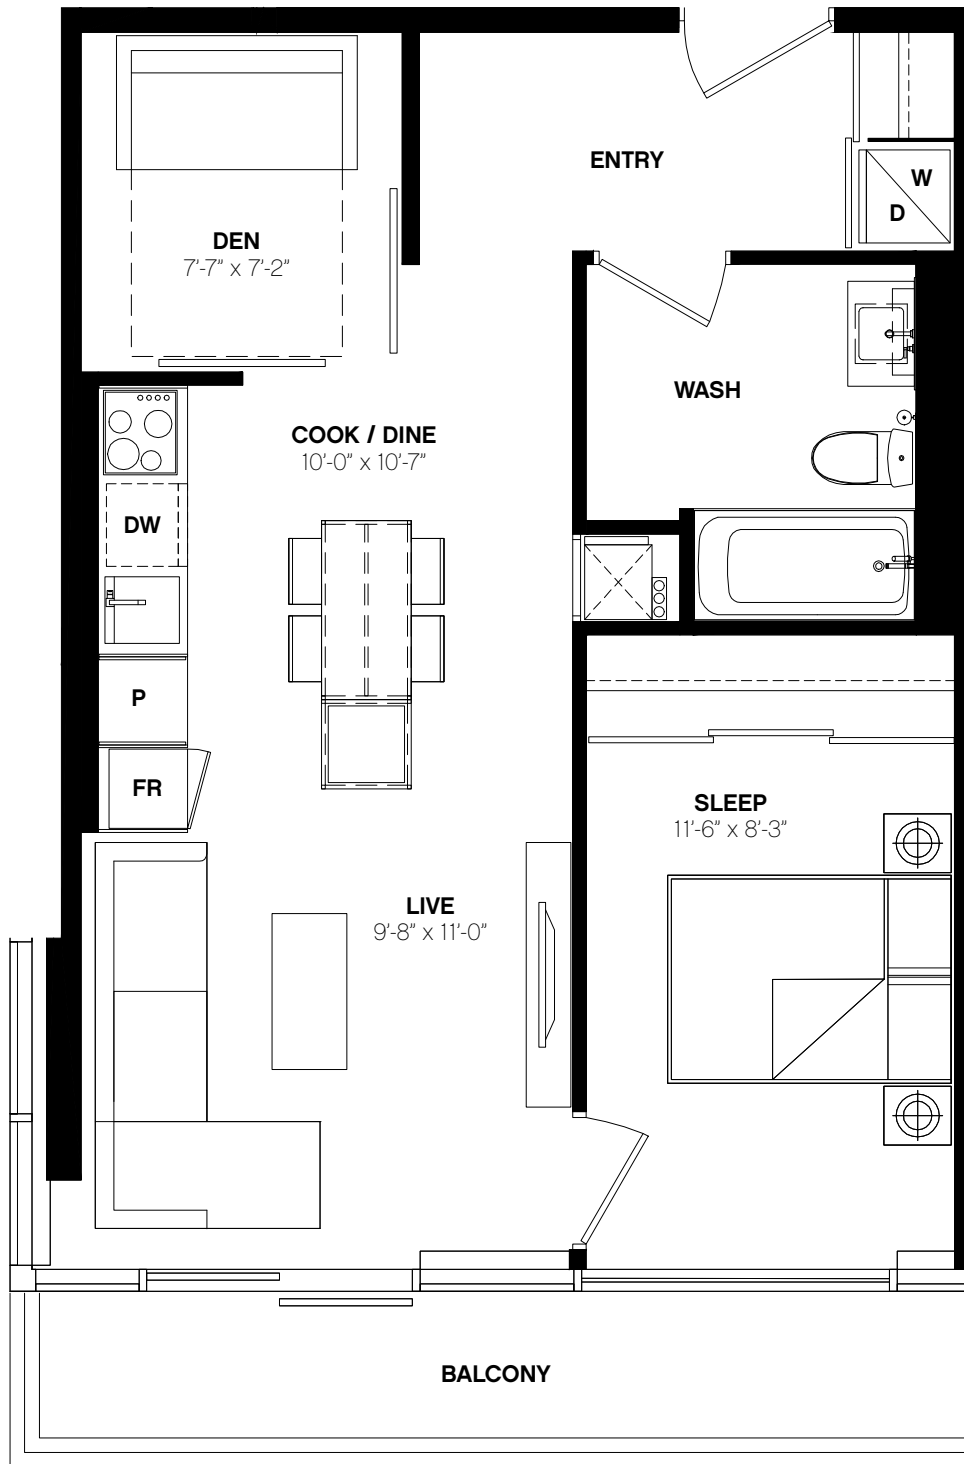 ENTRY
W
D
DEN
7'-7" x 7'-2"
WASH
COOK / DINE
10'-0" x 10'-7"
DW
P
FR
SLEEP
11'-6" x 8'-3"
LIVE
9'-8" x 11'-0"
BALCONY